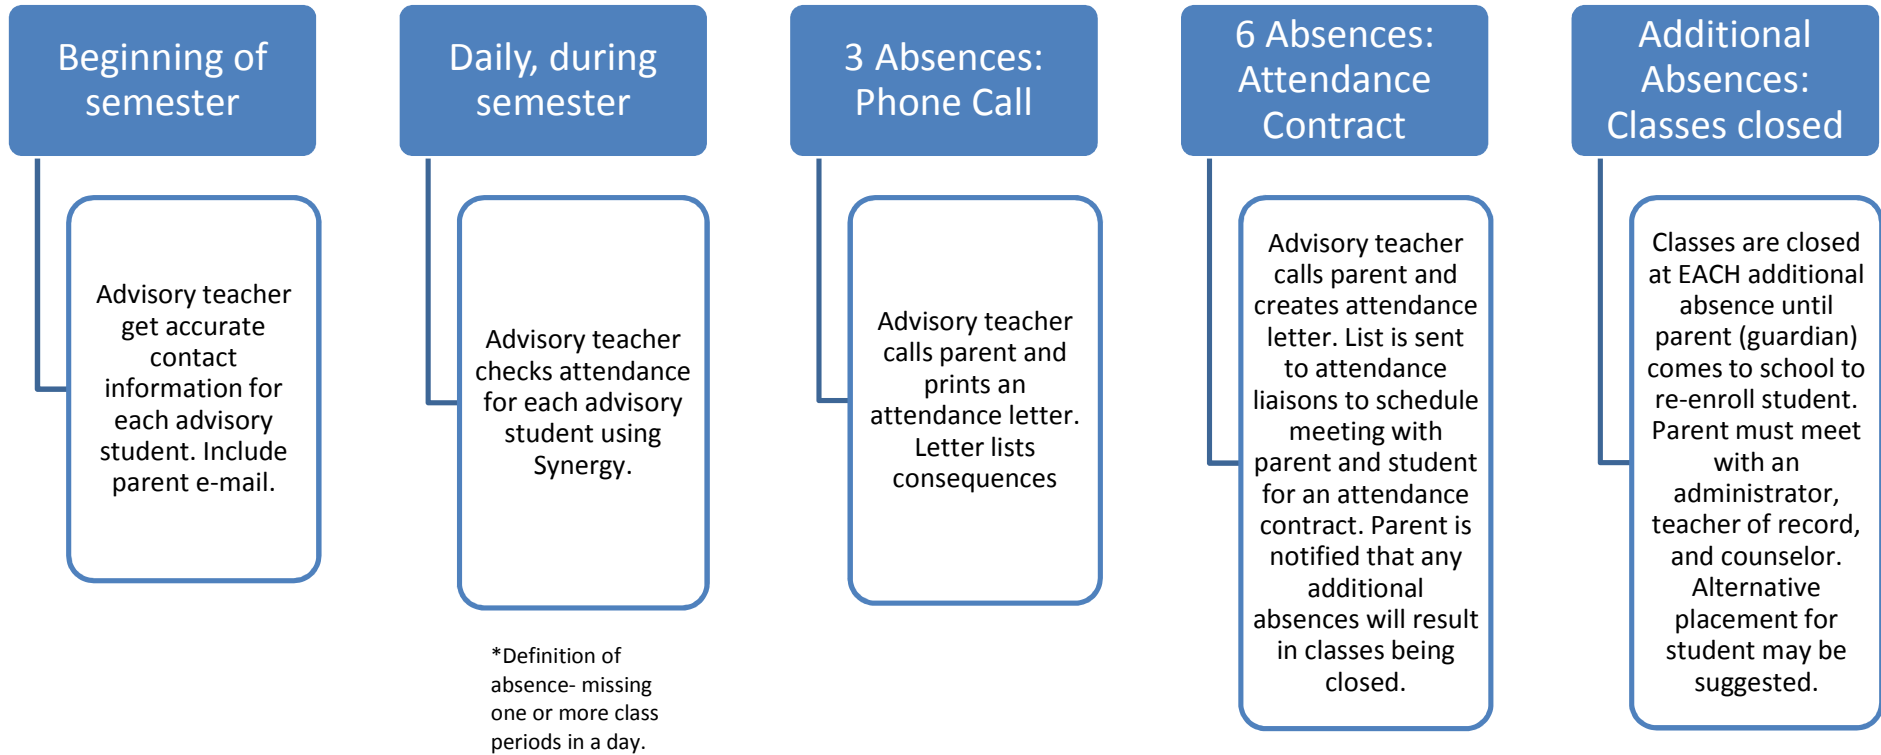 Beginning of
semester
Advisory teacher
get accurate
contact
information for
each advisory
student. Include
parent e-mail.
Daily, during
semester
Advisory teacher
checks attendance
for each advisory
student using
Synergy.
*Definition of
absence- missing
one or more class
periods in a day.
3 Absences:
Phone Call
Advisory teacher
calls parent and
prints an
attendance letter.
Letter lists
consequences
6 Absences:
Attendance
Contract
Advisory teacher
calls parent and
creates attendance
letter. List is sent
to attendance
liaisons to schedule
meeting with
parent and student
for an attendance
contract. Parent is
notified that any
additional
absences will result
in classes being
closed.
Additional
Absences:
Classes closed
Classes are closed
at EACH additional
absence until
parent (guardian)
comes to school to
re-enroll student.
Parent must meet
with an
administrator,
teacher of record,
and counselor.
Alternative
placement for
student may be
suggested.